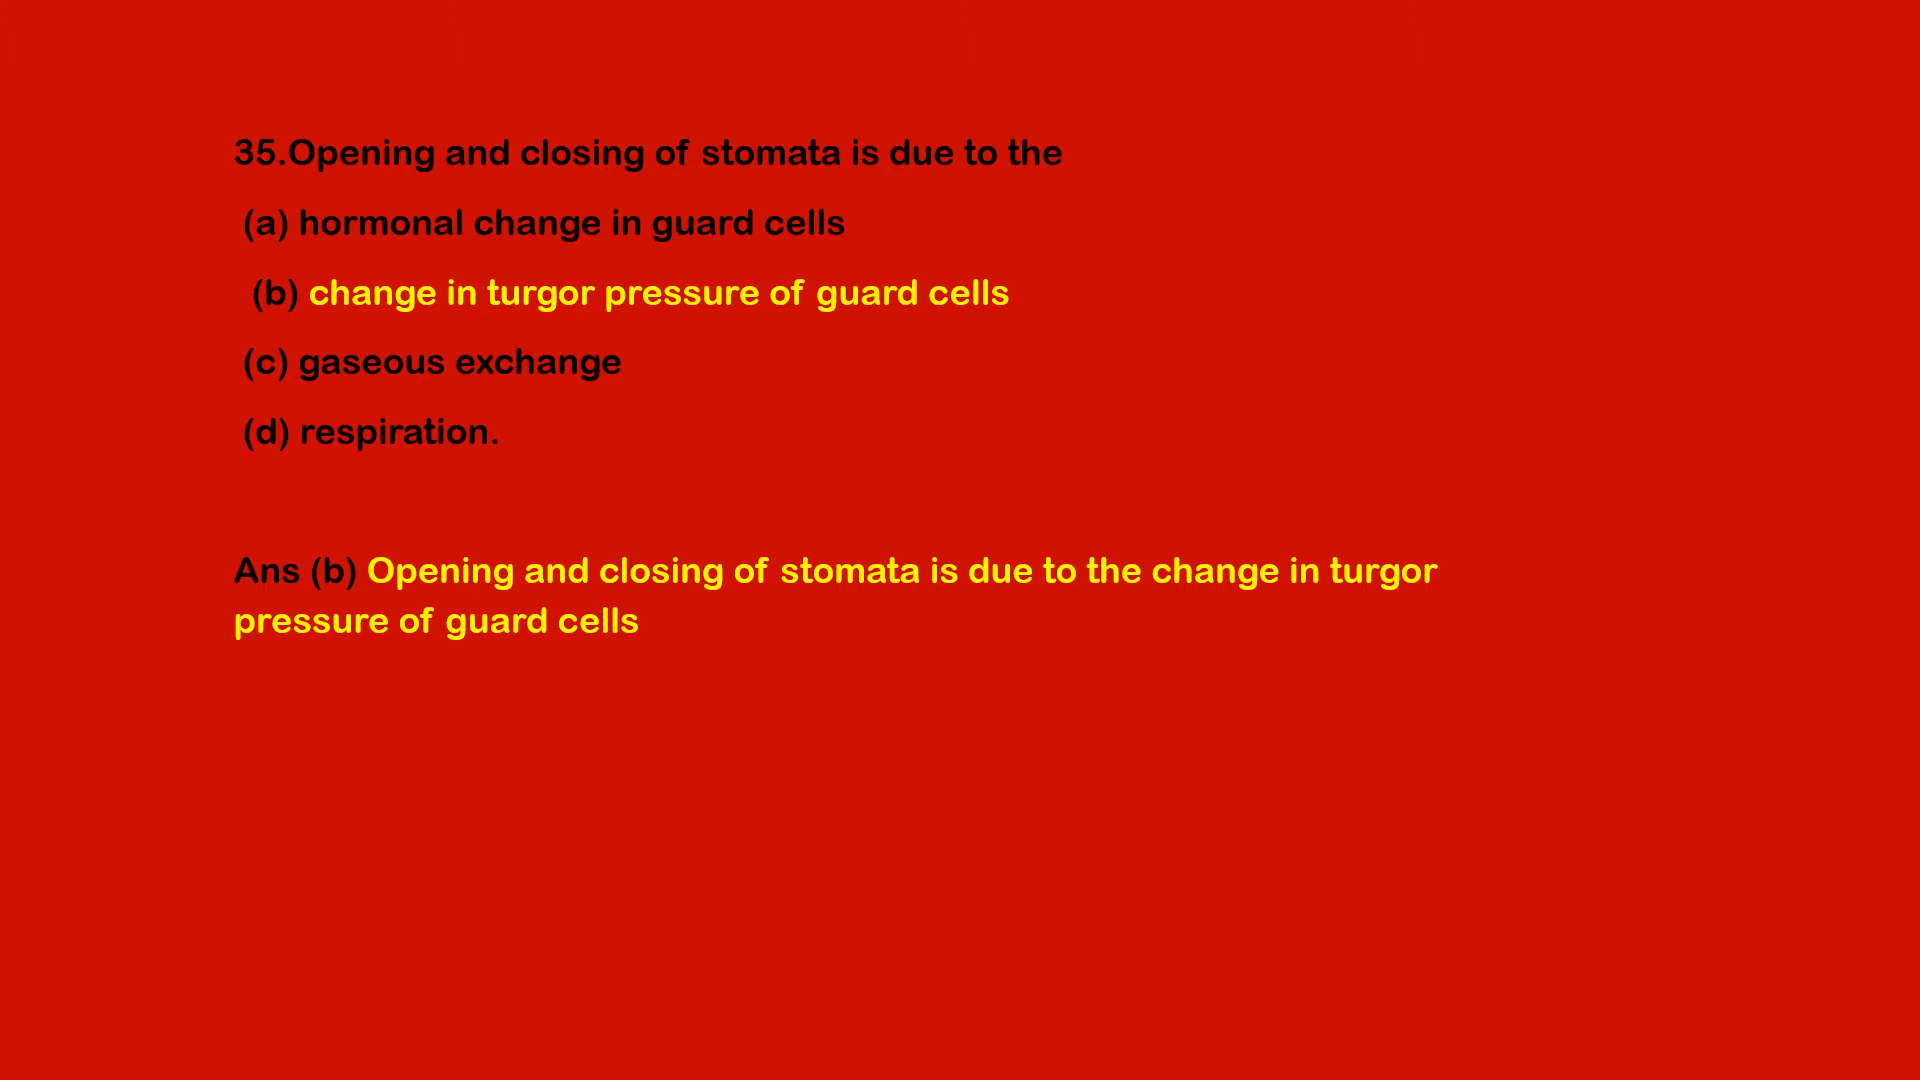 35.Opening and closing of stomata is due to the
(a) hormonal change in guard cells
(b) change in turgor pressure of guard cells
(c) gaseous exchange
(d) respiration.
Ans (b) Opening and closing of stomata is due to the change in turgor
pressure of guard cells